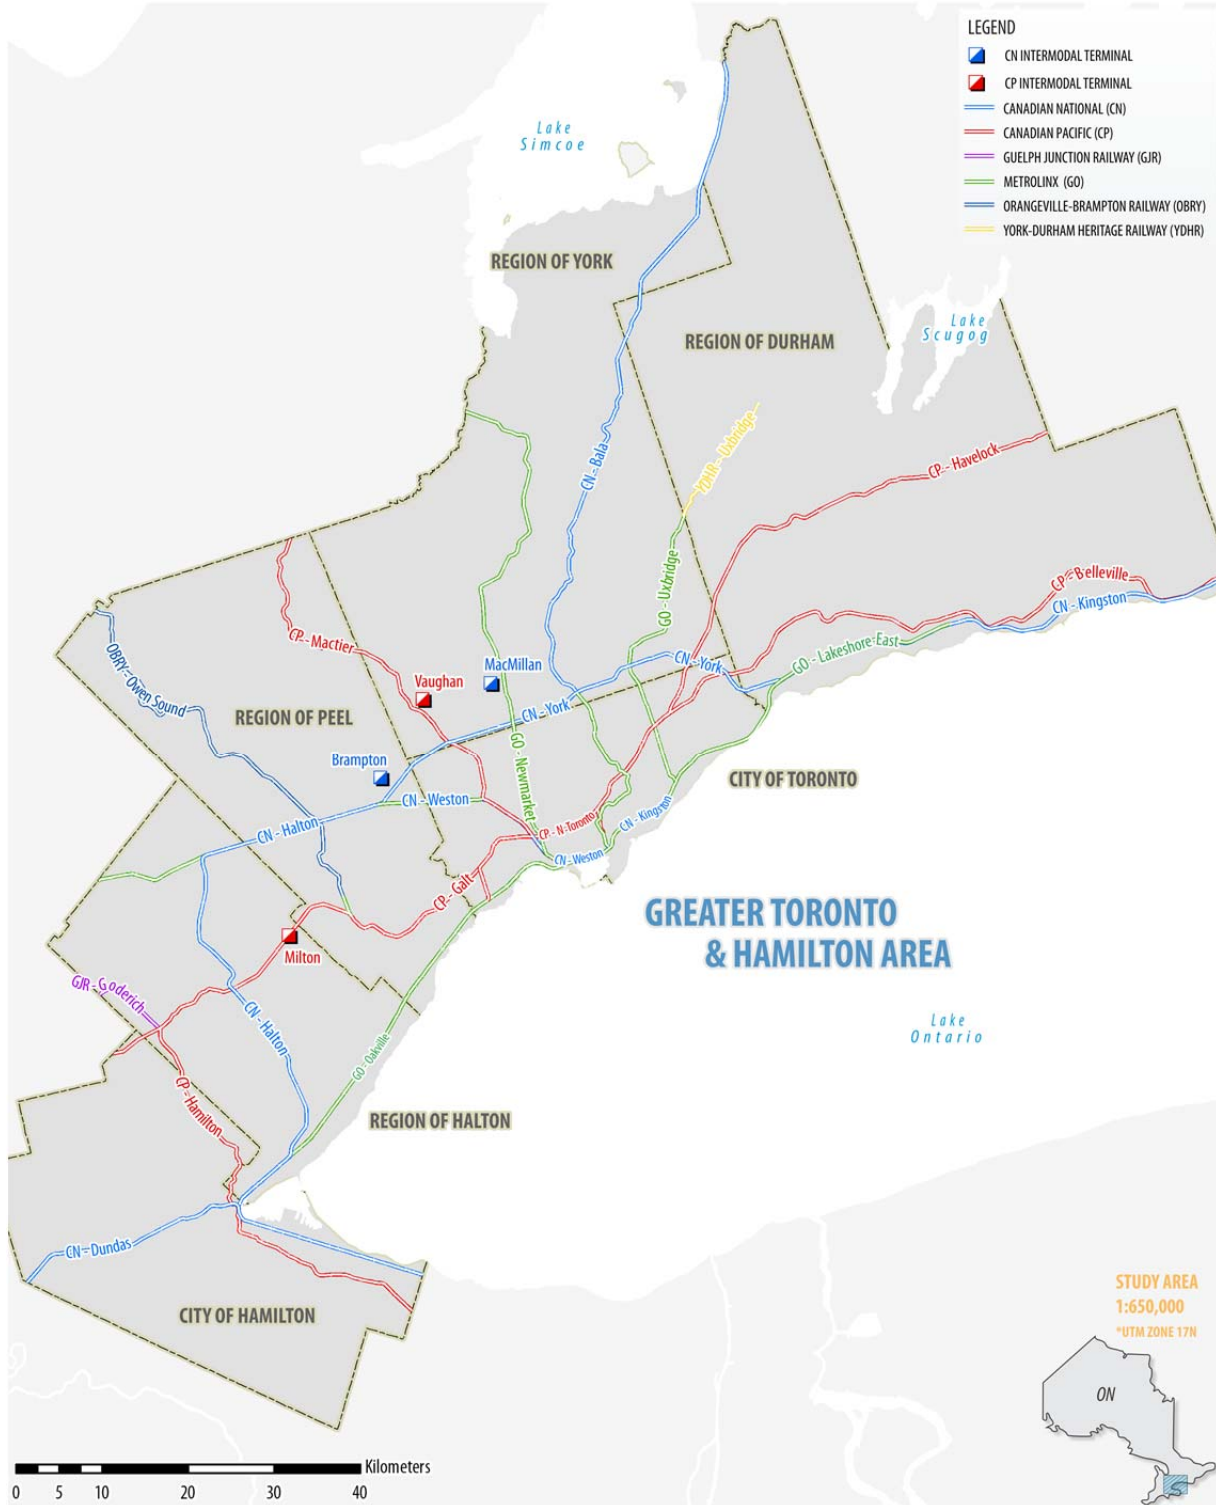 LEGEND
CN INTERMODAL TERMINAL
CP INTERMODAL TERMINAL
CANADIAN NATIONAL (CN)
CANADIAN PACIFIC (CP)
GUELPH JUNCTION RAILWAY (GJR)
METROLINX (GO)
ORANGEVILLE-BRAMPTON RAILWAY (OBRY)
YORK-DURHAM HERITAGE RAILWAY (YDHR)
Lake
Simcoe
REGION OF YORK
Lake
Scugog
REGION OF DURHAM
YDHR - Uxbridge
CN - Bala
CP - Havelock
GO - Uxbridge
CP - Belleville
CN - Kingston
CP - Mactier
GO - Lakeshore East
OBRY - Owen Sound
MacMillan
CN - York
Vaughan
CN - York
REGION OF PEEL
Brampton
GO - Newmarket
CITY OF TORONTO
CN - Weston
CN - Kingston
CP - N-Toronto
CN - Halton
CN - Weston
CP - Galt
GREATER TORONTO
& HAMILTON AREA
Milton
GJR - Goderich
CN - Halton
Lake
Ontario
GO - Oakville
CP - Hamilton
REGION OF HALTON
CN - Dundas
CITY OF HAMILTON
STUDY AREA
1:650,000
*UTM ZONE 17N
ON
Kilometers
0 5 10 20 30 40